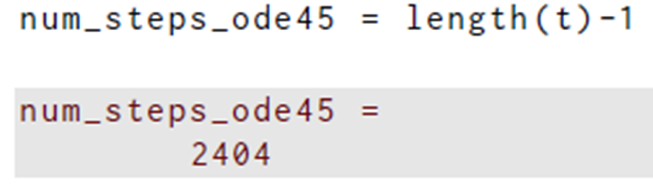 num_steps_ode45 = length(t)-1
num_steps_ode45 =
2404